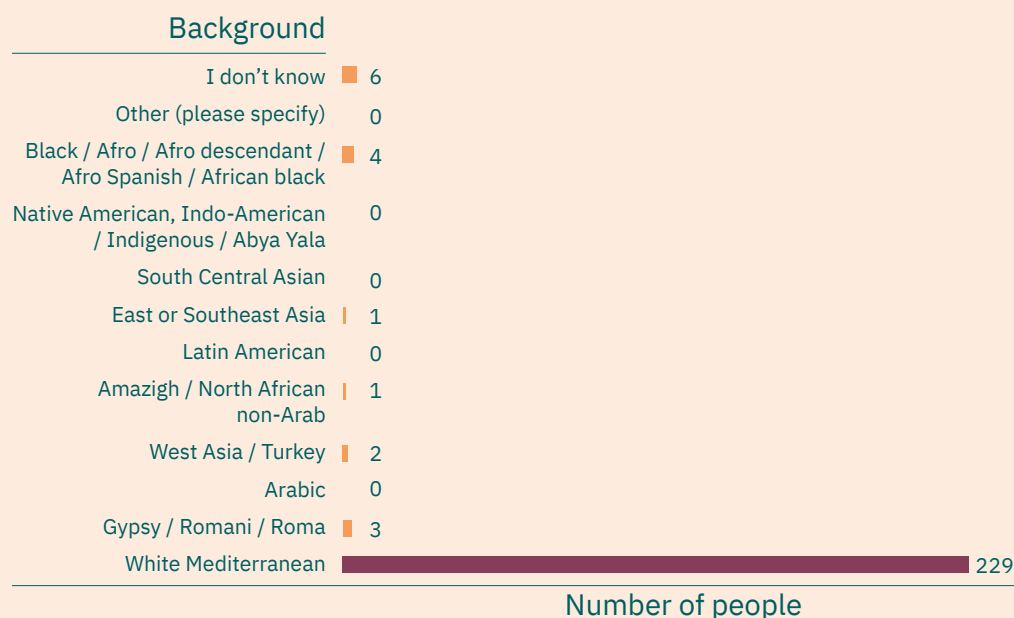 Background
I don’t know 6
Other (please specify) 0
Black / Afro / Afro descendant /
Afro Spanish / African black 4
Native American, Indo-American 0
/ Indigenous / Abya Yala
South Central Asian 0
East or Southeast Asia 1
Latin American 0
Amazigh / North African 1
non-Arab
West Asia / Turkey 2
Arabic 0
Gypsy / Romani / Roma 3
White Mediterranean 229
Number of people